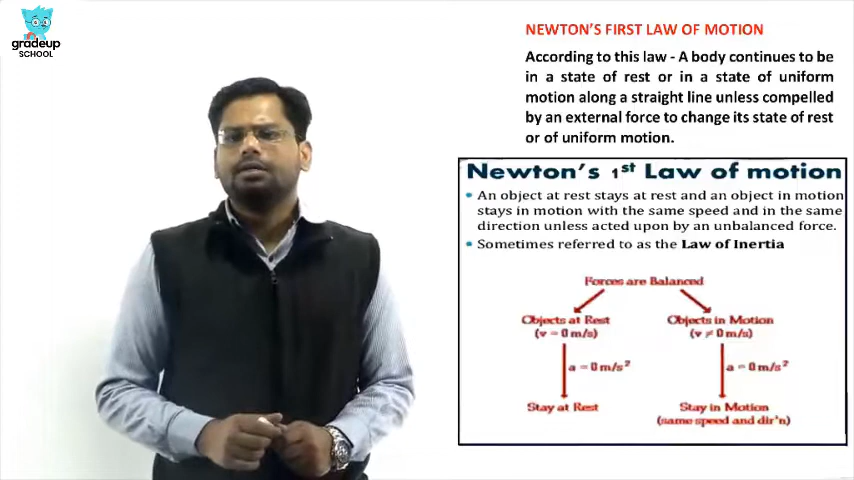 gradeup
SCHOOL
NEWTON'S FIRST LAW OF MOTION
According to this law - A body continues to be
in a state of rest or in a state of uniform
motion along a straight line unless compelled
by an external force to change its state of rest
or of uniform motion.
Newton's 1st Law of motion
• An object at rest stays at rest and an object in motion
stays in motion with the same speed and in the same
direction unless acted upon by an unbalanced force.
• Sometimes referred to as the Law of Inertia
Forces are Balanced
Objects at Rest
(v = 0 m/s)
Objects in Motion
(v ≠ 0 m/s)
a = 0 m/s²
a = 0 m/s²
Stay at Rest
Stay in Motion
(same speed and dir'n)